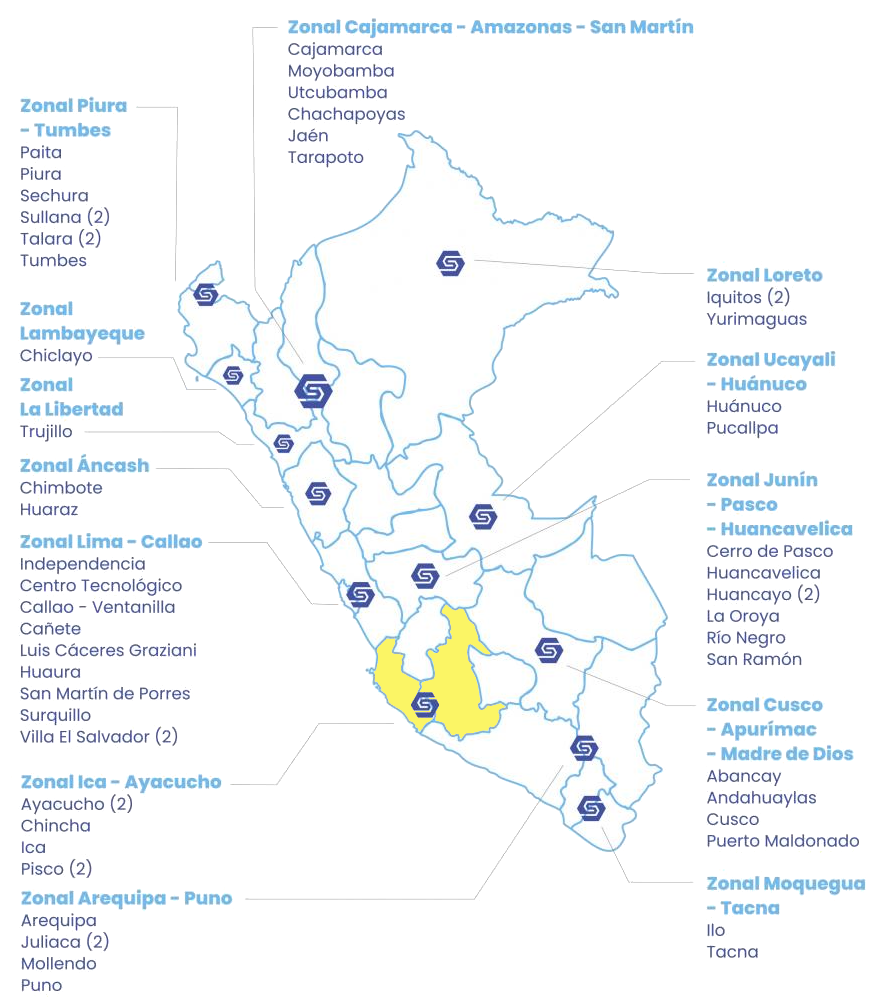 Zonal Cajamarca - Amazonas - San Martín
Cajamarca
Moyobamba
Utcubamba
Chachapoyas
Jaén
Tarapoto
Zonal Piura
- Tumbes
Paita
Piura
Sechura
Sullana (2)
Talara (2)
Tumbes
Zonal
Lambayeque
Chiclayo
Zonal
La Libertad
Trujillo
Zonal Áncash
Chimbote
Huaraz
Zonal Lima - Callao
Independencia
Centro Tecnológico
Callao - Ventanilla
Cañete
Luis Cáceres Graziani
Huaura
San Martín de Porres
Surquillo
Villa El Salvador (2)
Zonal Ica - Ayacucho
Ayacucho (2)
Chincha
Ica
Pisco (2)
Zonal Arequipa - Puno
Arequipa
Juliaca (2)
Mollendo
Puno
Zonal Loreto
Iquitos (2)
Yurimaguas
Zonal Ucayali
- Huánuco
Huánuco
Pucallpa
Zonal Junín
- Pasco
- Huancavelica
Cerro de Pasco
Huancavelica
Huancayo (2)
La Oroya
Río Negro
San Ramón
Zonal Cusco
- Apurímac
- Madre de Dios
Abancay
Andahuaylas
Cusco
Puerto Maldonado
Zonal Moquegua
- Tacna
Ilo
Tacna